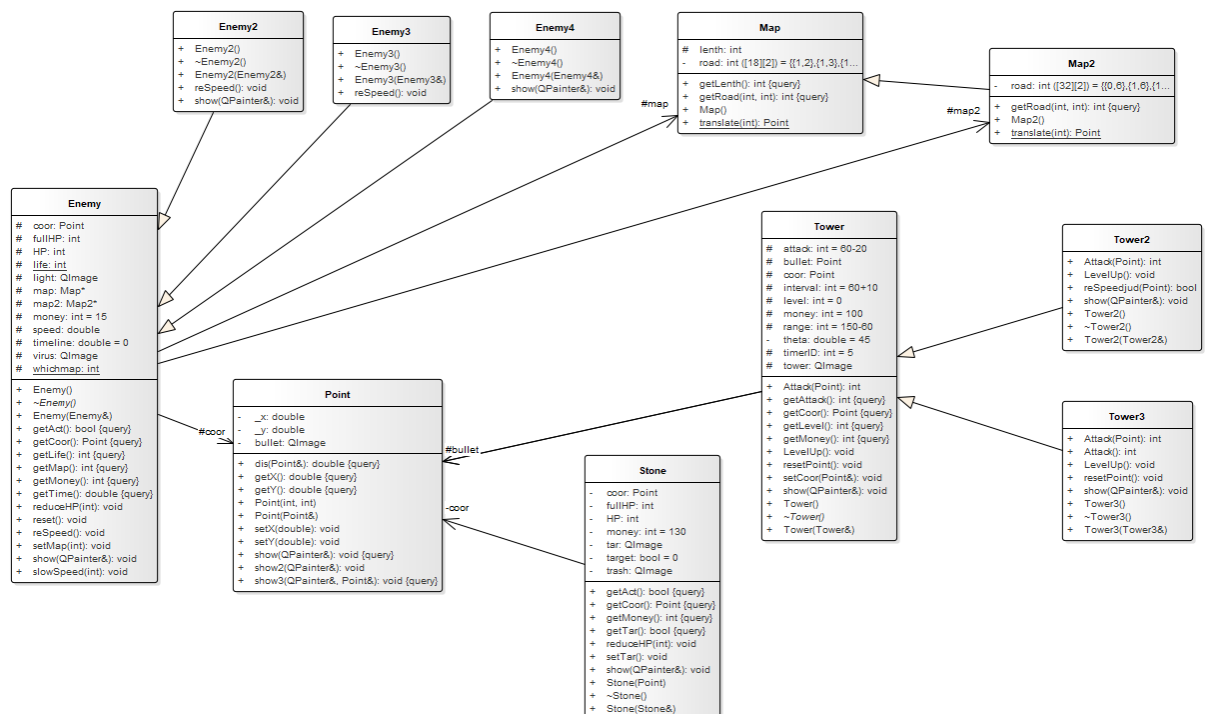 Enemy2
+ Enemy2()
+ ~Enemy2()
+ Enemy2(Enemy2&)
+ reSpeed(): void
+ show(QPainter&): void
Enemy3
+ Enemy3()
+ ~Enemy3()
+ Enemy3(Enemy3&)
+ reSpeed(): void
Enemy4
+ Enemy4()
+ ~Enemy4()
+ Enemy4(Enemy4&)
+ show(QPainter&): void
Map
# lenth: int
- road: int ([18][2]) = {{1,2},{1,3},{1...
+ getLenth(): int {query}
+ getRoad(int, int): int {query}
+ Map()
+ translate(int): Point
Map2
- road: int ([32][2]) = {{0,6},{1,6},{1...
+ getRoad(int, int): int {query}
+ Map2()
+ translate(int): Point
#map
#map2
Enemy
# coor: Point
# fullHP: int
# HP: int
# life: int
# light: QImage
# map: Map*
# map2: Map2*
# money: int = 15
# speed: double
# timeline: double = 0
# virus: QImage
# whichmap: int
+ Enemy()
+ ~Enemy()
+ Enemy(Enemy&)
+ getAct(): bool {query}
+ getCoor(): Point {query}
+ getLife(): int {query}
+ getMap(): int {query}
+ getMoney(): int {query}
+ getTime(): double {query}
+ reduceHP(int): void
+ reset(): void
+ reSpeed(): void
+ setMap(int): void
+ show(QPainter&): void
+ slowSpeed(int): void
#coor
Point
- _x: double
- _y: double
- bullet: QImage
+ dis(Point&): double {query}
+ getX(): double {query}
+ getY(): double {query}
+ Point(int, int)
+ Point(Point&)
+ setX(double): void
+ setY(double): void
+ show(QPainter&): void {query}
+ show2(QPainter&): void
+ show3(QPainter&, Point&): void {query}
#bullet
-coor
Stone
- coor: Point
- fullHP: int
- HP: int
- money: int = 130
- tar: QImage
- target: bool = 0
- trash: QImage
+ getAct(): bool {query}
+ getCoor(): Point {query}
+ getMoney(): int {query}
+ getTar(): bool {query}
+ reduceHP(int): void
+ setTar(): void
+ show(QPainter&): void
+ Stone(Point)
+ ~Stone()
+ Stone(Stone&)
Tower
# attack: int = 60-20
# bullet: Point
# coor: Point
# interval: int = 60+10
# level: int = 0
# money: int = 100
# range: int = 150-60
- theta: double = 45
# timerID: int = 5
# tower: QImage
+ Attack(Point): int
+ getAttack(): int {query}
+ getCoor(): Point {query}
+ getLevel(): int {query}
+ getMoney(): int {query}
+ LevelUp(): void
+ resetPoint(): void
+ setCoor(Point&): void
+ show(QPainter&): void
+ Tower()
+ ~Tower()
+ Tower(Tower&)
Tower2
+ Attack(Point): int
+ LevelUp(): void
+ reSpeedjud(Point): bool
+ show(QPainter&): void
+ Tower2()
+ ~Tower2()
+ Tower2(Tower2&)
Tower3
+ Attack(Point): int
+ Attack(): int
+ LevelUp(): void
+ resetPoint(): void
+ show(QPainter&): void
+ Tower3()
+ ~Tower3()
+ Tower3(Tower3&)